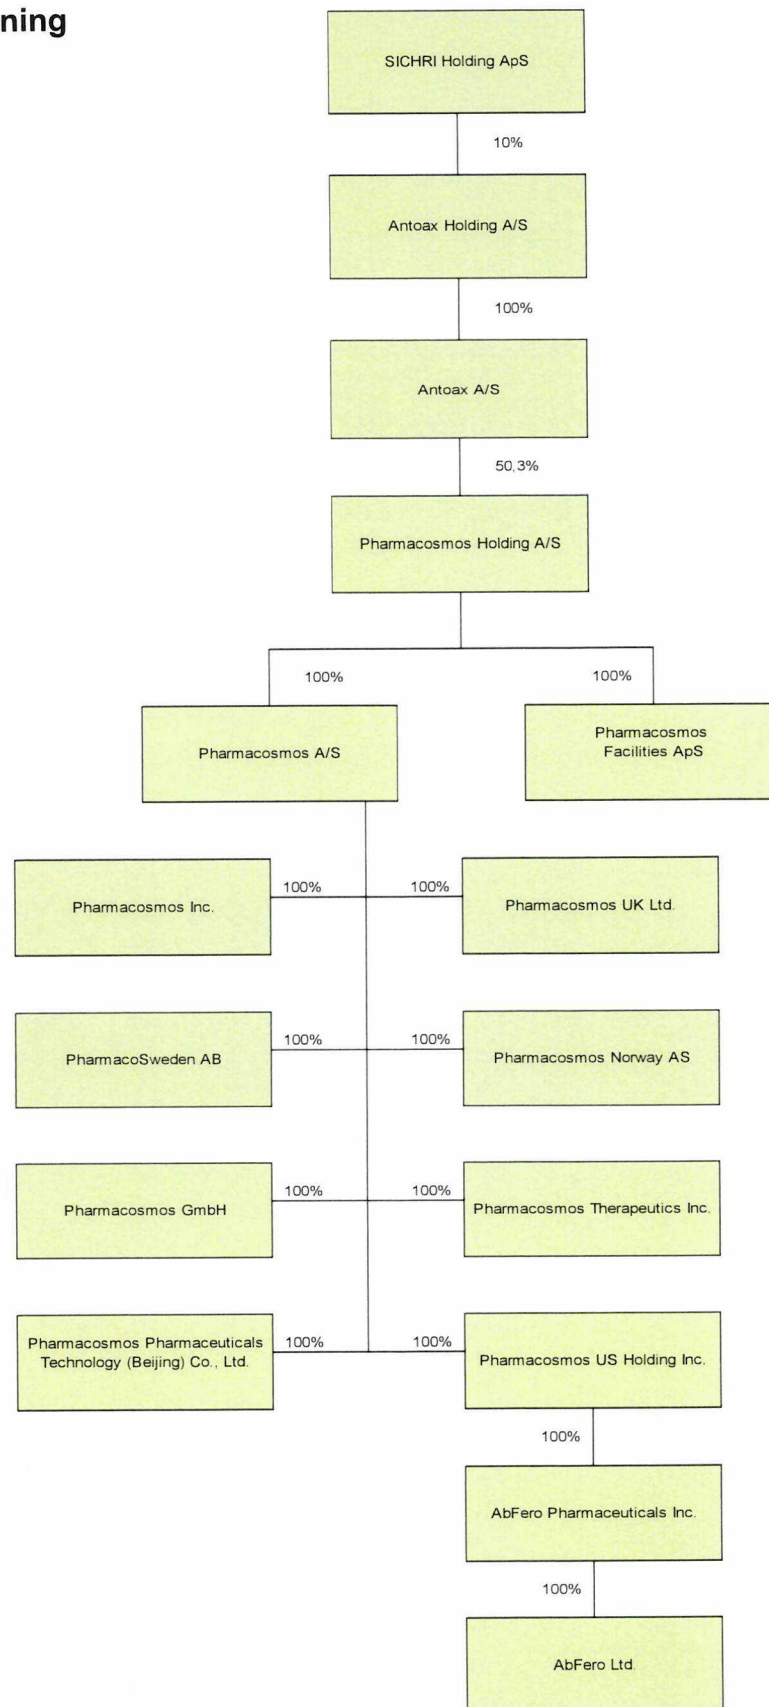 ning
SICHRI Holding ApS
10%
Antoax Holding A/S
100%
Antoax A/S
50,3%
Pharmacosmos Holding A/S
100%
100%
Pharmacosmos A/S
Pharmacosmos
Facilities ApS
Pharmacosmos Inc.
100%
100%
Pharmacosmos UK Ltd.
PharmacoSweden AB
100%
100%
Pharmacosmos Norway AS
Pharmacosmos GmbH
100%
100%
Pharmacosmos Therapeutics Inc.
Pharmacosmos Pharmaceuticals
Technology (Beijing) Co., Ltd.
100%
100%
Pharmacosmos US Holding Inc.
100%
AbFero Pharmaceuticals Inc.
100%
AbFero Ltd.